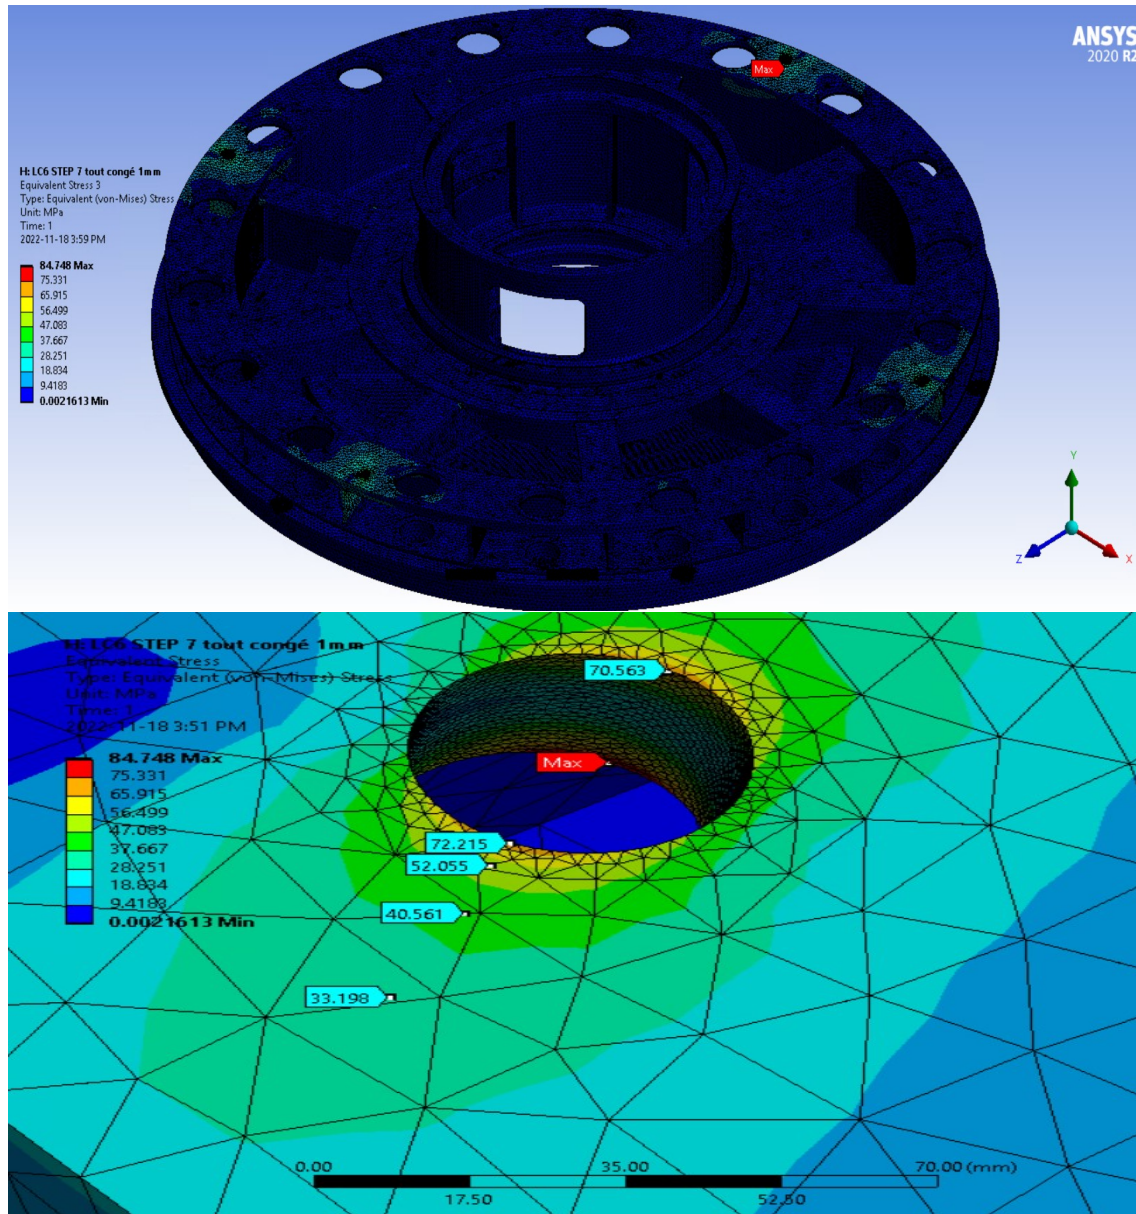 ANSYS
2020 R2
Max
H: LC6 STEP 7 tout congé 1mm
Equivalent Stress 3
Type: Equivalent (von-Mises) Stress
Unit: MPa
Time: 1
2022-11-18 3:59 PM
84.748 Max
75.331
65.915
56.499
47.083
37.667
28.251
18.834
9.4183
0.0021613 Min
Y
Z
X
H: LC6 STEP 7 tout congé 1mm
Equivalent Stress
Type: Equivalent (von-Mises) Stress
Unit: MPa
Time: 1
2022-11-18 3:51 PM
84.748 Max
75.331
65.915
56.499
47.083
37.667
28.251
18.834
9.4183
0.0021613 Min
70.563
Max
72.215
52.055
40.561
33.198
0.00
35.00
70.00 (mm)
17.50
52.50